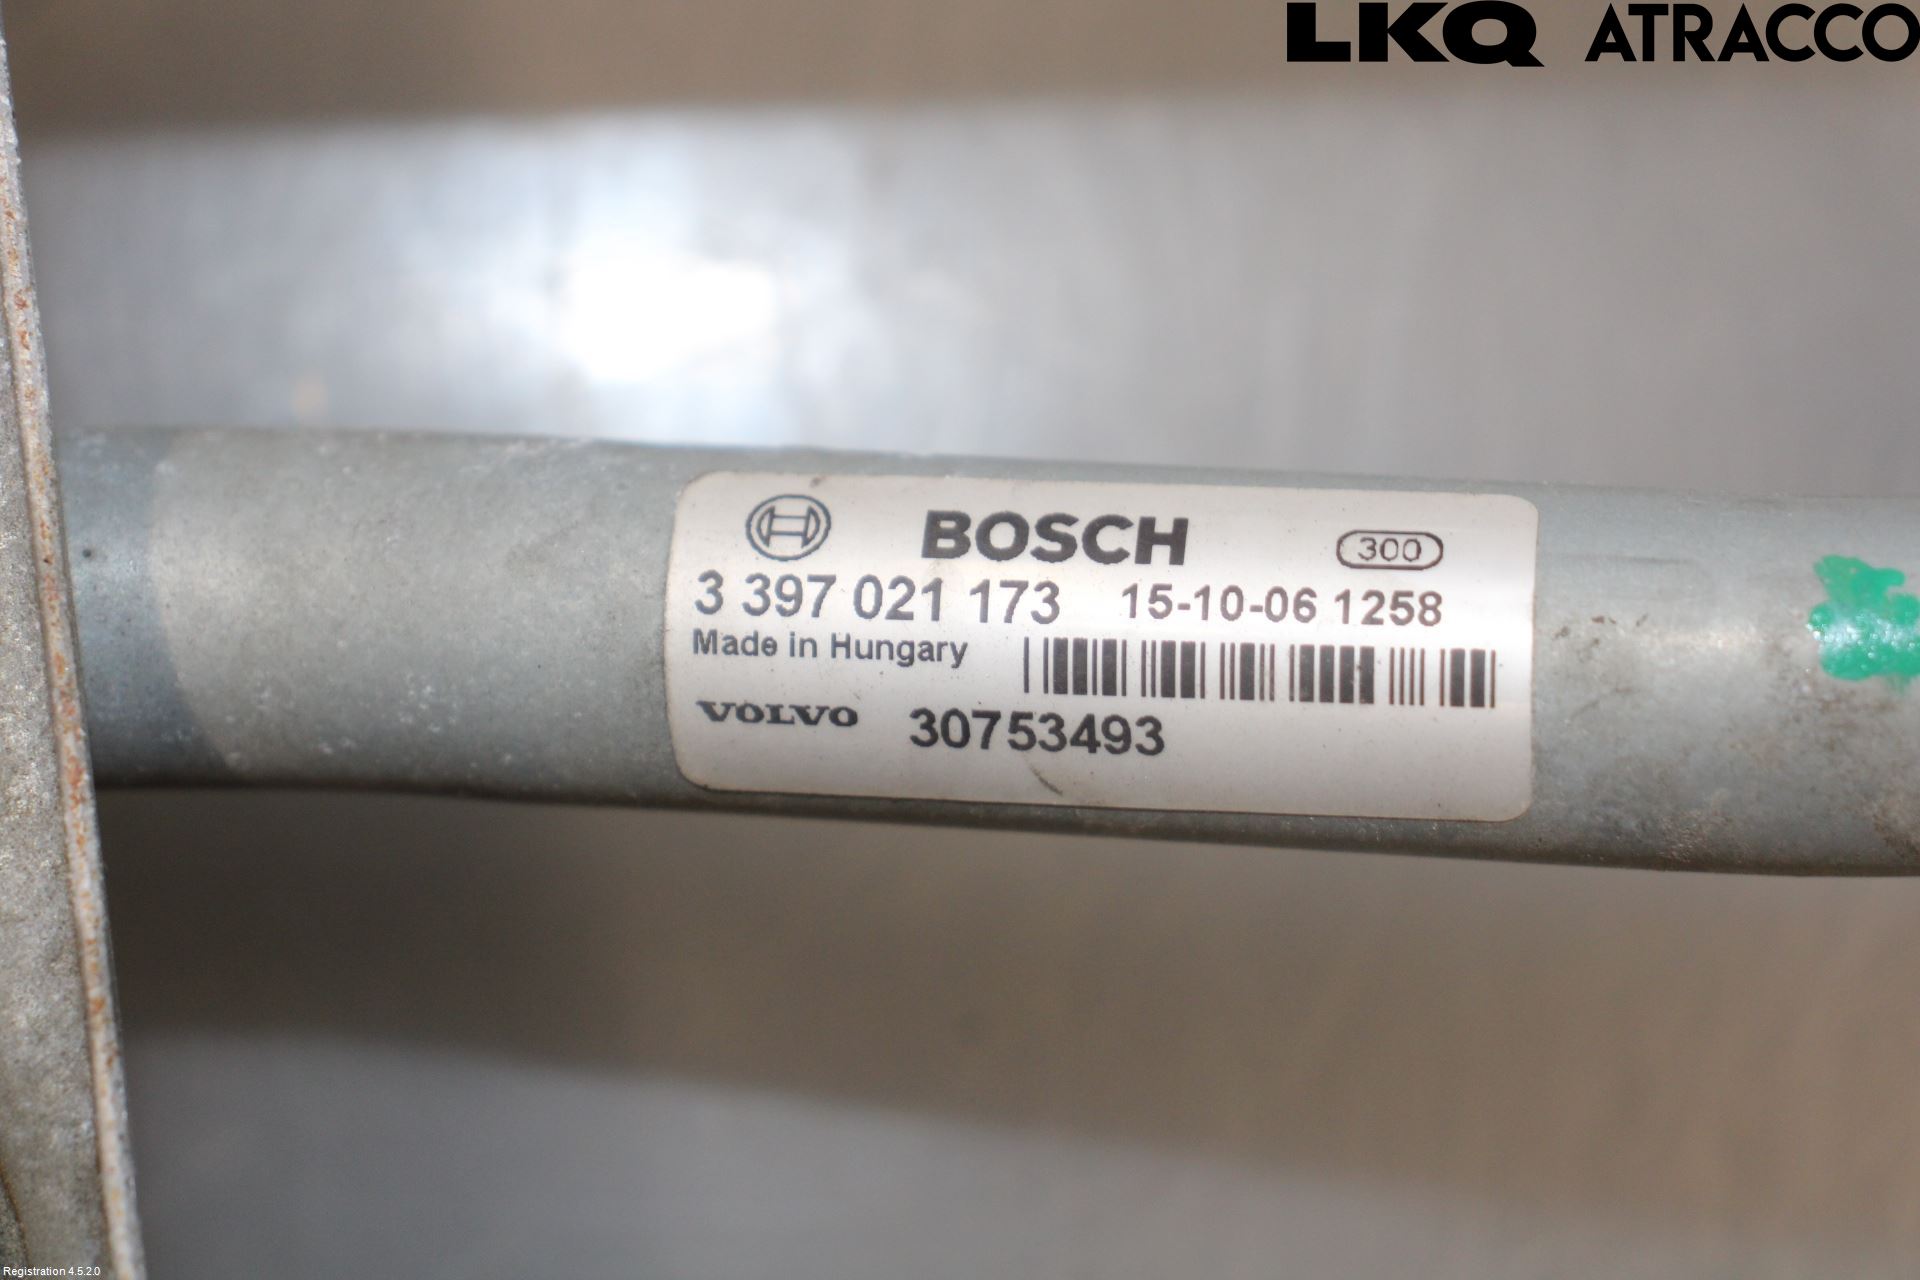 LKQ ATRACCO
BOSCH 300
3 397 021 173 15-10-06 1258
Made in Hungary
VOLVO 30753493
Registration 4.5.2.0